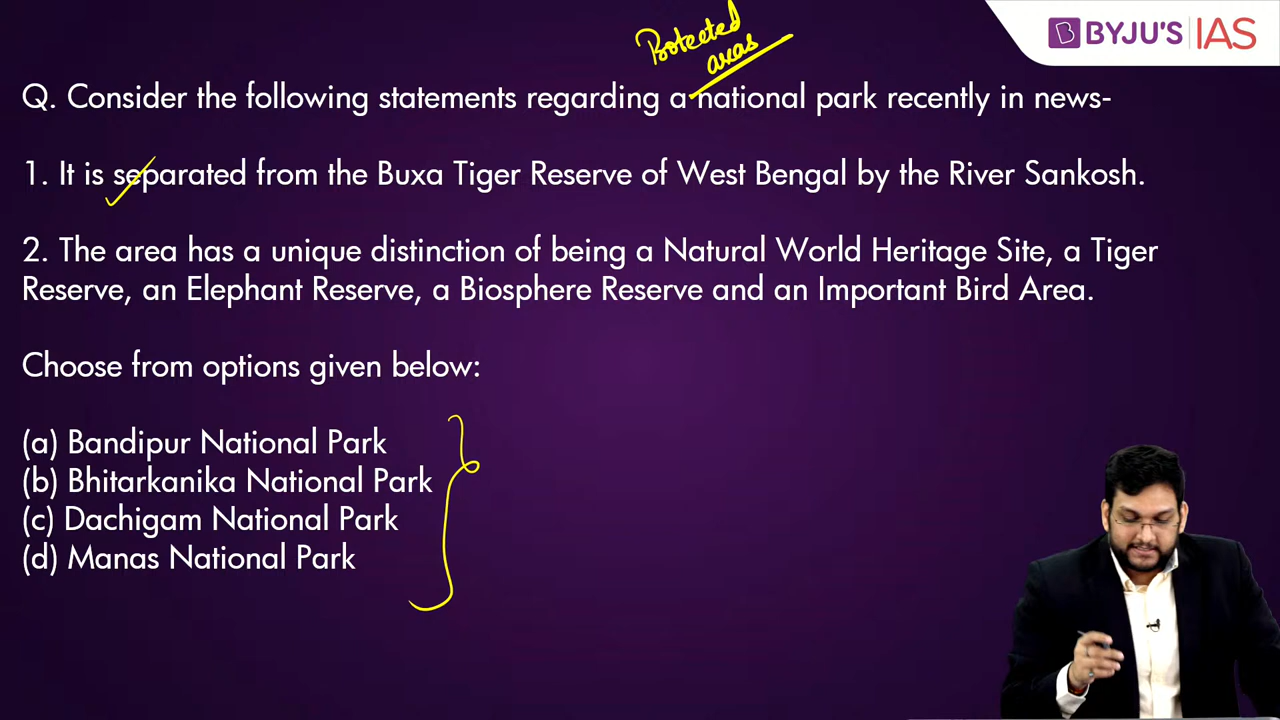 Protected
areas
BYJU'S IAS
Q. Consider the following statements regarding a national park recently in news-
1. It is separated from the Buxa Tiger Reserve of West Bengal by the River Sankosh.
2. The area has a unique distinction of being a Natural World Heritage Site, a Tiger
Reserve, an Elephant Reserve, a Biosphere Reserve and an Important Bird Area.
Choose from options given below:
(a) Bandipur National Park
(b) Bhitarkanika National Park
(c) Dachigam National Park
(d) Manas National Park